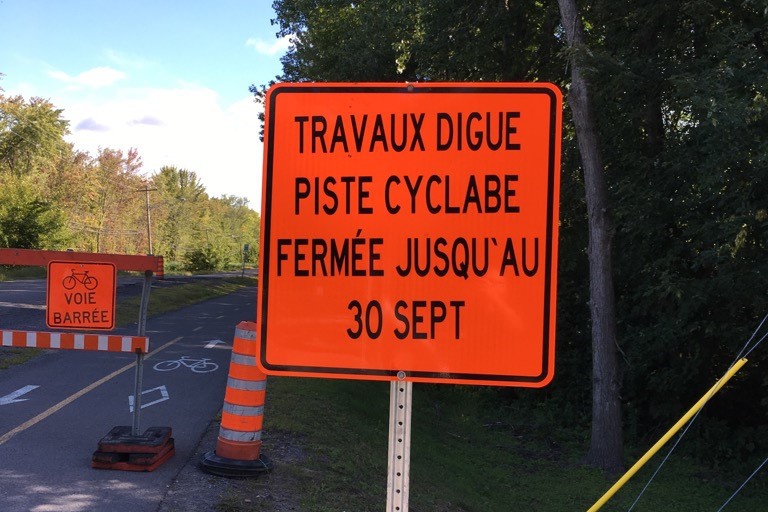 TRAVAUX DIGUE
PISTE CYCLABE
FERMÉE JUSQU`AU
30 SEPT
VOIE
BARRÉE